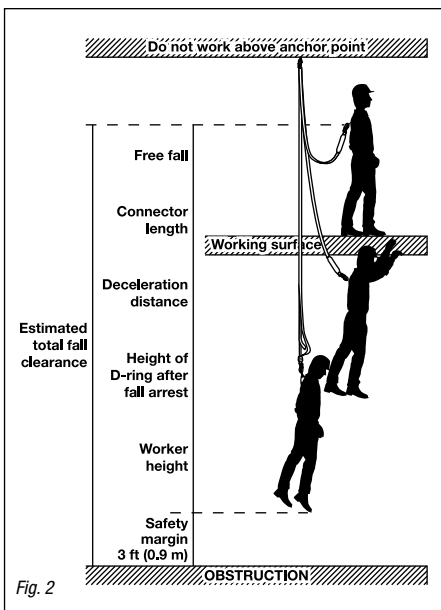 Do not work above anchor point
Free fall
Connector
length
Working surface
Deceleration
distance
Estimated
total fall
clearance
Height of
D-ring after
fall arrest
Worker
height
Safety
margin
3 ft (0.9 m)
OBSTRUCTION
Fig. 2